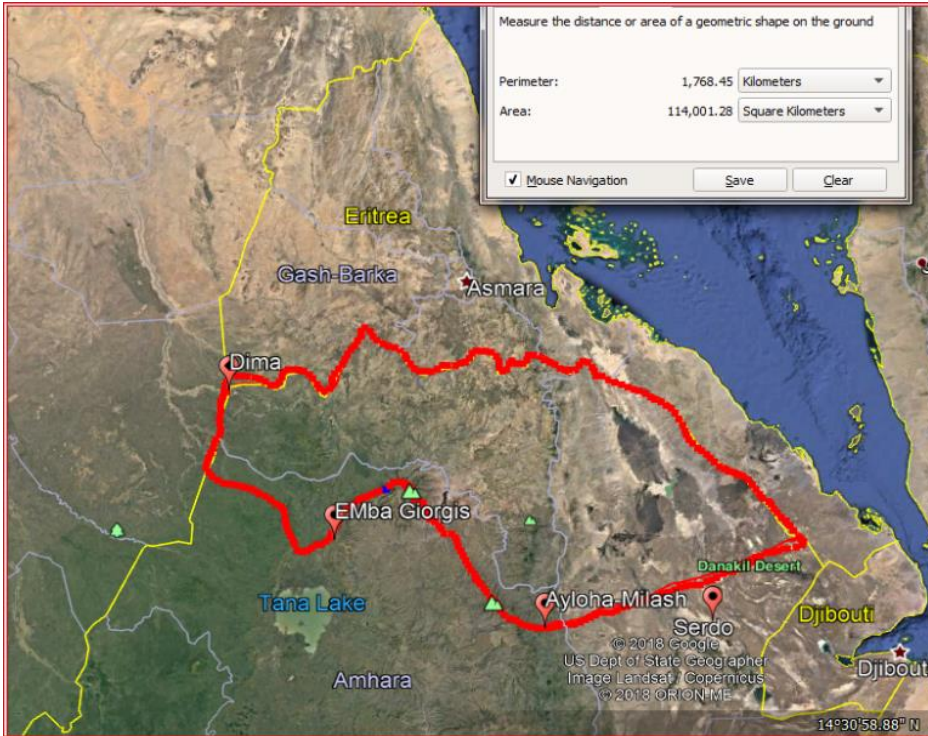 Measure the distance or area of a geometric shape on the ground
Perimeter: 1,768.45 Kilometers
Area: 114,001.28 Square Kilometers
Mouse Navigation Save Clear
Eritrea
Gash-Barka
Asmara
Dima
EMba Giorgis
Danakil Desert
Tana Lake
Ayloha-Milash
Djibouti
Serdo
© 2018 Google
US Dept of State Geographer
Image Landsat / Copernicus
© 2018 ORION-ME
Djibout
Amhara
14°30'58.88" N